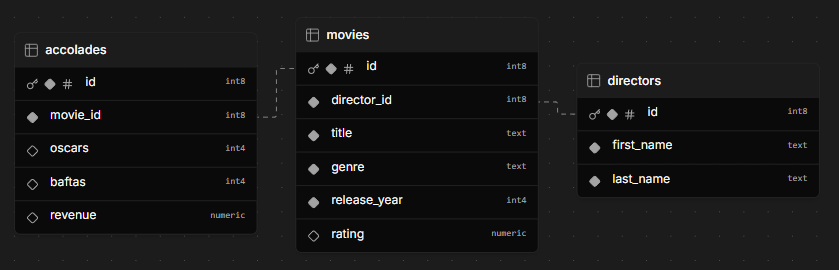 accolades
id int8
movie_id int8
oscars int4
baftas int4
revenue numeric
movies
# id int8
director_id int8
title text
genre text
release_year int4
rating numeric
directors
# id int8
first_name text
last_name text